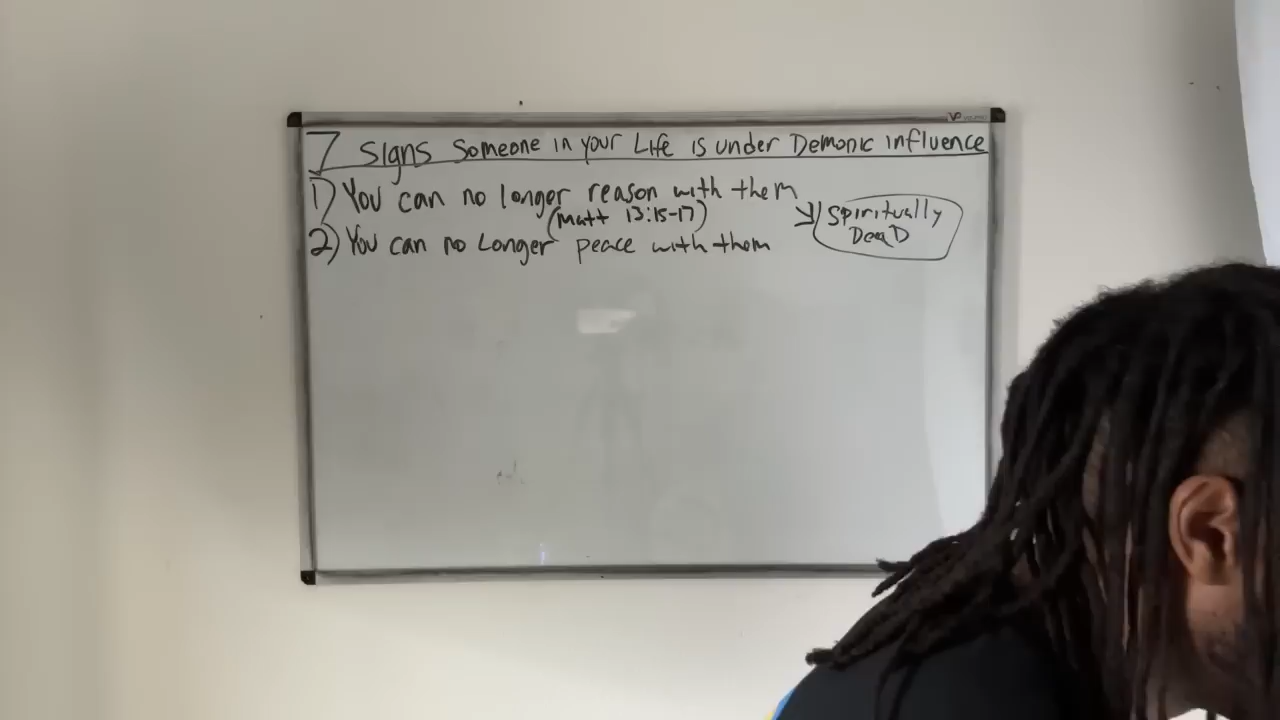 7 Signs Someone in your Life is under Demonic influence
1) You can no longer reason with them
(Matt 13:15-17)
Spiritually
DeaD
2) You can no Longer peace with them